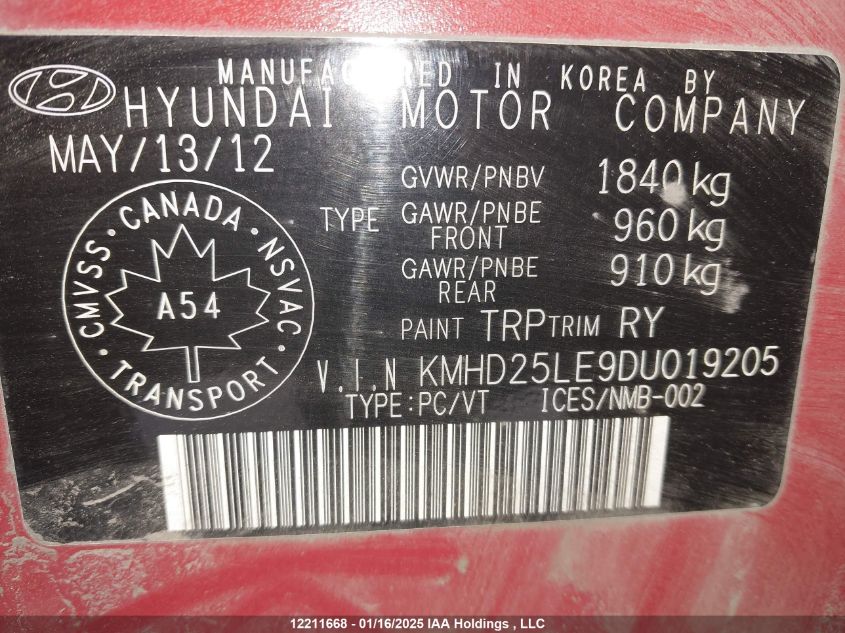 MANUFACTURED IN KOREA BY
HYUNDAI MOTOR COMPANY
MAY/13/12
GVWR/PNBV 1840 kg
TYPE GAWR/PNBE FRONT 960 kg
GAWR/PNBE REAR 910 kg
PAINT TRP TRIM RY
CANADA
CMVSS · NSVAC
A54
TRANSPORT
V.I.N KMHD25LE9DU019205
TYPE:PC/VT ICES/NMB-002
12211668 - 01/16/2025 IAA Holdings , LLC